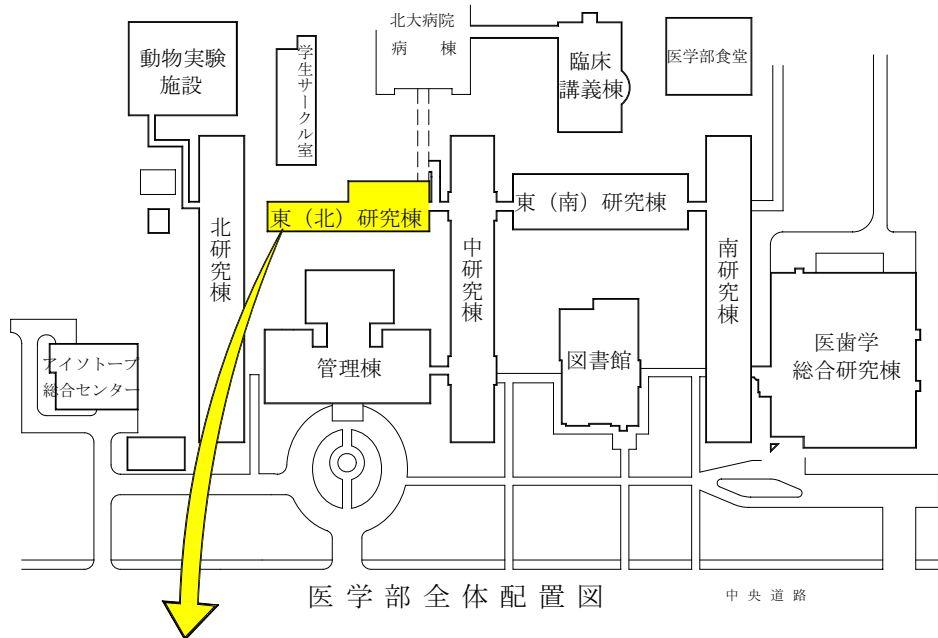 北大病院
病棟
動物実験
施設
学生サークル室
臨床
講義棟
医学部食堂
東（北）研究棟
東（南）研究棟
北研究棟
中研究棟
南研究棟
管理棟
図書館
医歯学
総合研究棟
アイソトープ
総合センター
医学部全体配置図
中央道路